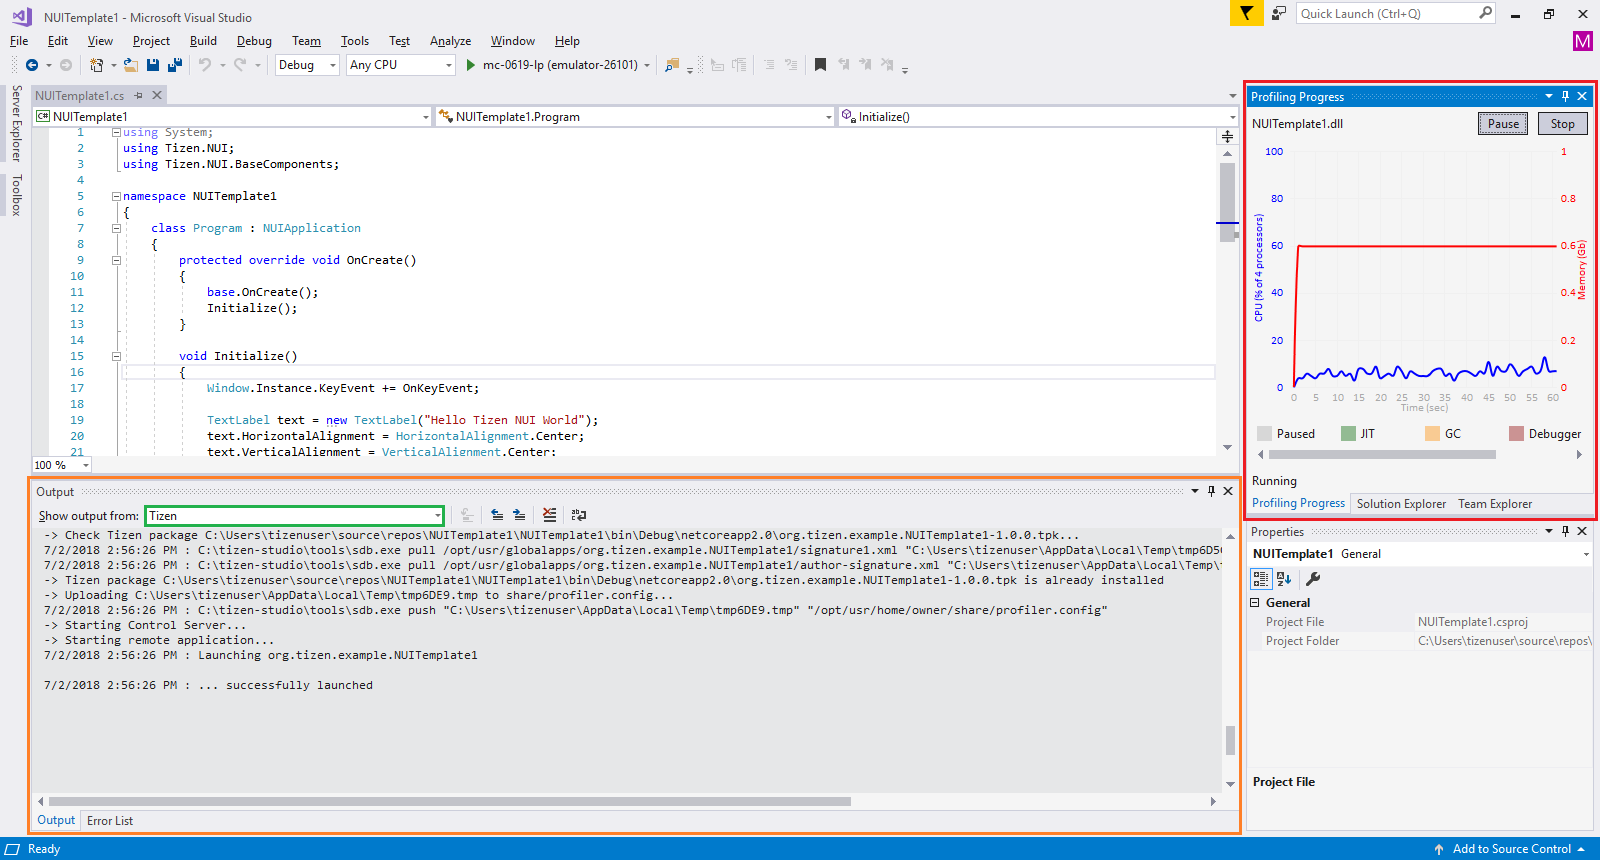 NUITemplate1 - Microsoft Visual Studio
Quick Launch (Ctrl+Q)
File Edit View Project Build Debug Team Tools Test Analyze Window Help
M
Debug Any CPU mc-0619-lp (emulator-26101)
Server Explorer
Toolbox
NUITemplate1.cs
C# NUITemplate1 NUITemplate1.Program Initialize()
1 using System;
2 using Tizen.NUI;
3 using Tizen.NUI.BaseComponents;
4
5 namespace NUITemplate1
6 {
7 class Program : NUIApplication
8 {
9 protected override void OnCreate()
10 {
11 base.OnCreate();
12 Initialize();
13 }
14
15 void Initialize()
16 {
17 Window.Instance.KeyEvent += OnKeyEvent;
18
19 TextLabel text = new TextLabel("Hello Tizen NUI World");
20 text.HorizontalAlignment = HorizontalAlignment.Center;
21 text.VerticalAlignment = VerticalAlignment.Center;
100 %
Output
Show output from: Tizen
-> Check Tizen package C:\Users\tizenuser\source\repos\NUITemplate1\NUITemplate1\bin\Debug\netcoreapp2.0\org.tizen.example.NUITemplate1-1.0.0.tpk...
7/2/2018 2:56:26 PM : C:\tizen-studio\tools\sdb.exe pull /opt/usr/globalapps/org.tizen.example.NUITemplate1/signature1.xml "C:\Users\tizenuser\AppData\Local\Temp\tmp6D5
7/2/2018 2:56:26 PM : C:\tizen-studio\tools\sdb.exe pull /opt/usr/globalapps/org.tizen.example.NUITemplate1/author-signature.xml "C:\Users\tizenuser\AppData\Local\Temp\
-> Tizen package C:\Users\tizenuser\source\repos\NUITemplate1\NUITemplate1\bin\Debug\netcoreapp2.0\org.tizen.example.NUITemplate1-1.0.0.tpk is already installed
-> Uploading C:\Users\tizenuser\AppData\Local\Temp\tmp6DE9.tmp to share/profiler.config...
7/2/2018 2:56:26 PM : C:\tizen-studio\tools\sdb.exe push "C:\Users\tizenuser\AppData\Local\Temp\tmp6DE9.tmp" "/opt/usr/home/owner/share/profiler.config"
-> Starting Control Server...
-> Starting remote application...
7/2/2018 2:56:26 PM : Launching org.tizen.example.NUITemplate1
7/2/2018 2:56:26 PM : ... successfully launched
Output Error List
Profiling Progress
NUITemplate1.dll Pause Stop
100 1
80 0.8
60 0.6
40 0.4
20 0.2
0 0
CPU (% of 4 processors)
Memory (Gb)
0 5 10 15 20 25 30 35 40 45 50 55 60
Time (sec)
Paused JIT GC Debugger
Running
Profiling Progress Solution Explorer Team Explorer
Properties
NUITemplate1 General
General
Project File NUITemplate1.csproj
Project Folder C:\Users\tizenuser\source\repos\
Project File
Ready Add to Source Control